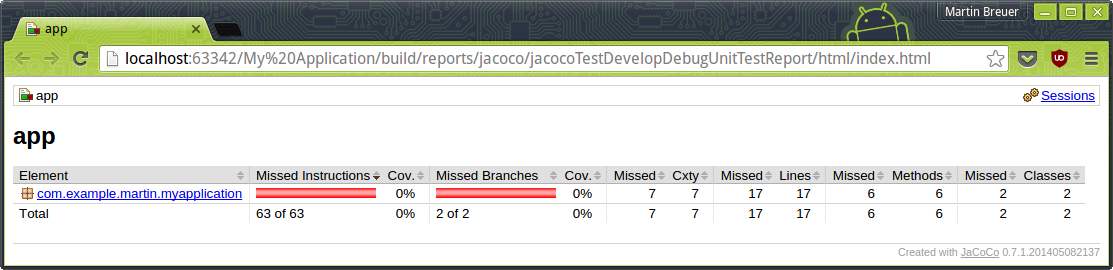 Martin Breuer
app
localhost:63342/My%20Application/build/reports/jacoco/jacocoTestDevelopDebugUnitTestReport/html/index.html
app Sessions
app
Element Missed Instructions Cov. Missed Branches Cov. Missed Cxty Missed Lines Missed Methods Missed Classes
com.example.martin.myapplication 0% 0% 7 7 17 17 6 6 2 2
Total 63 of 63 0% 2 of 2 0% 7 7 17 17 6 6 2 2
Created with JaCoCo 0.7.1.201405082137